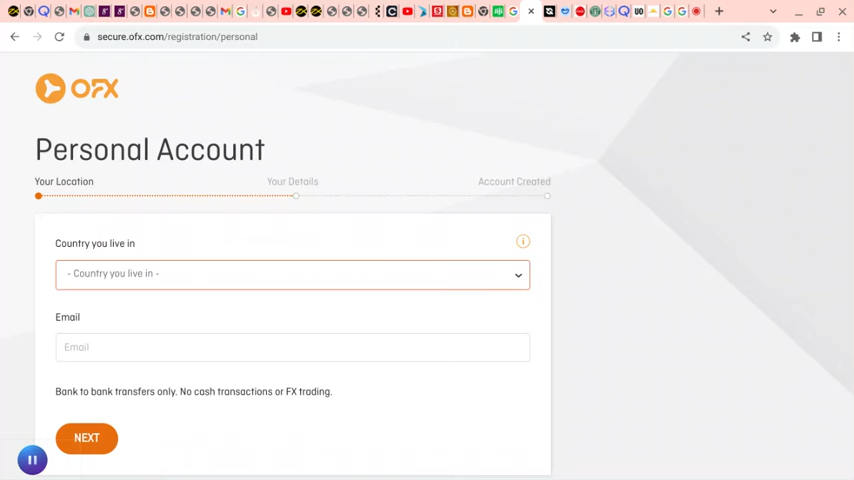 secure.ofx.com/registration/personal
OFX
Personal Account
Your Location
Your Details
Account Created
Country you live in
- Country you live in -
Email
Email
Bank to bank transfers only. No cash transactions or FX trading.
NEXT